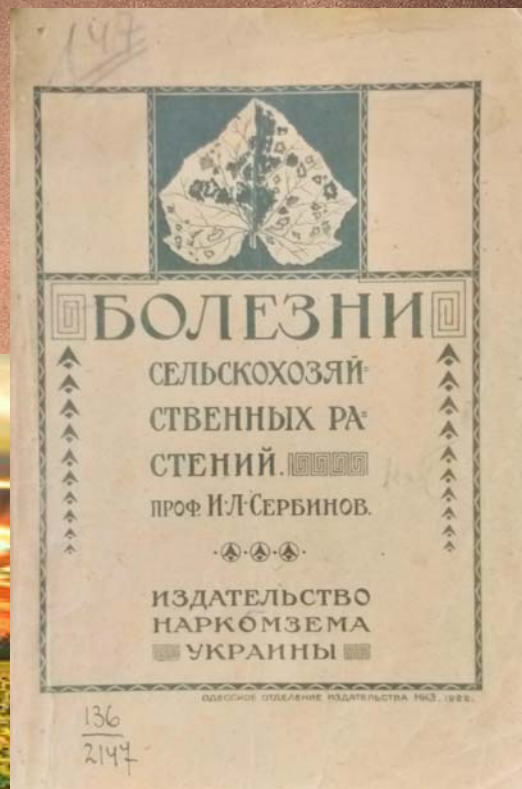 147
БОЛЕЗНИ
СЕЛЬСКОХОЗЯЙ=
СТВЕННЫХ РА=
СТЕНИЙ.
ПРОФ. И·Л·СЕРБИНОВ.
ИЗДАТЕЛЬСТВО
НАРКОМЗЕМА
УКРАИНЫ
ОДЕССКОЕ ОТДЕЛЕНИЕ ИЗДАТЕЛЬСТВА НКЗ, 1922.
136
2147